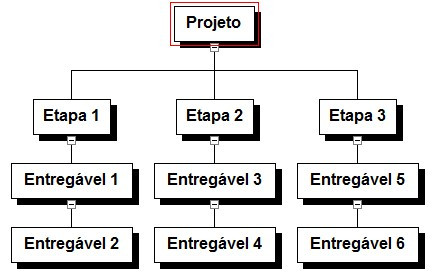 Projeto
Etapa 1
Etapa 2
Etapa 3
Entregável 1
Entregável 3
Entregável 5
Entregável 2
Entregável 4
Entregável 6